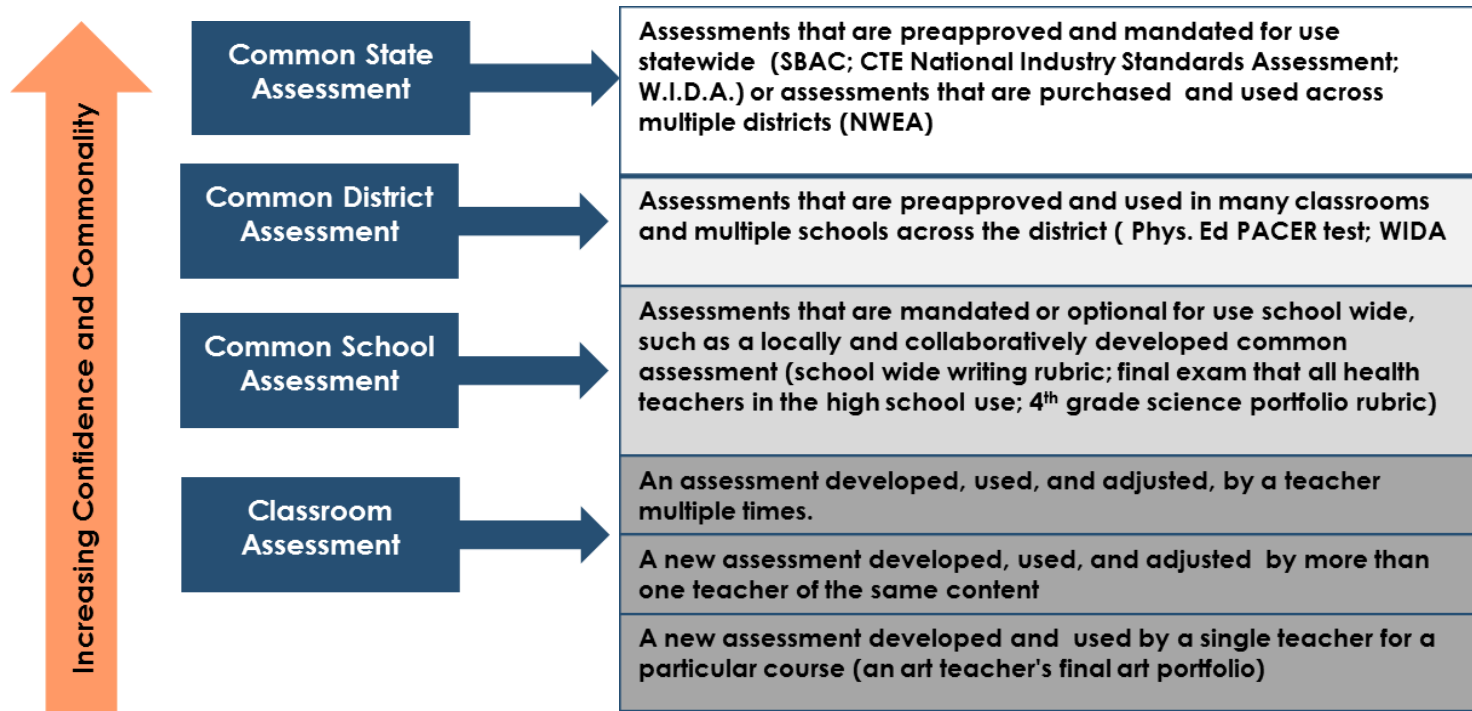 Increasing Confidence and Commonality
Common State
Assessment
Assessments that are preapproved and mandated for use
statewide (SBAC; CTE National Industry Standards Assessment;
W.I.D.A.) or assessments that are purchased and used across
multiple districts (NWEA)
Common District
Assessment
Assessments that are preapproved and used in many classrooms
and multiple schools across the district ( Phys. Ed PACER test; WIDA
Common School
Assessment
Assessments that are mandated or optional for use school wide,
such as a locally and collaboratively developed common
assessment (school wide writing rubric; final exam that all health
teachers in the high school use; 4th grade science portfolio rubric)
Classroom
Assessment
An assessment developed, used, and adjusted, by a teacher
multiple times.
A new assessment developed, used, and adjusted by more than
one teacher of the same content
A new assessment developed and used by a single teacher for a
particular course (an art teacher's final art portfolio)